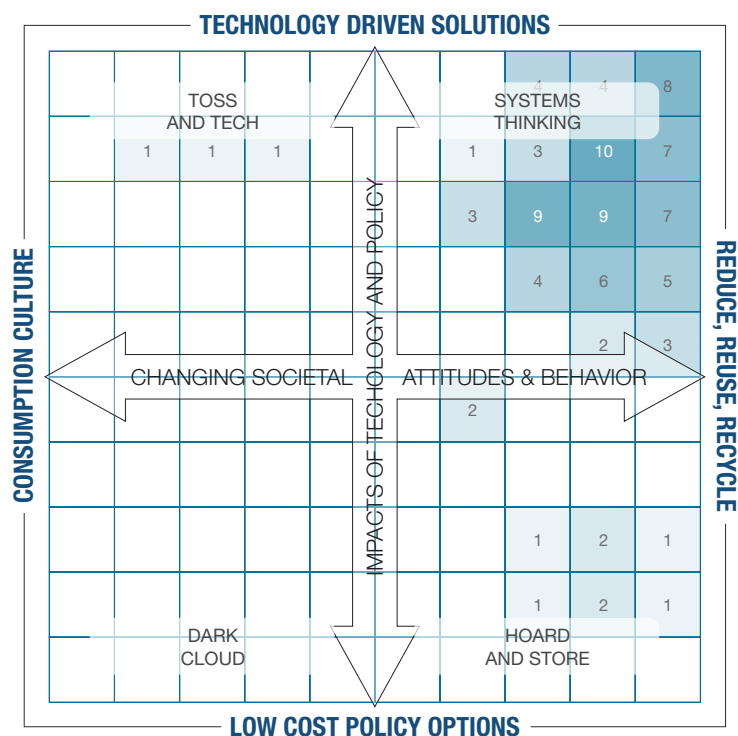 TECHNOLOGY DRIVEN SOLUTIONS
4 4 8
TOSS
AND TECH
SYSTEMS
THINKING
1 1 1 1 3 10 7
3 9 9 7
4 6 5
2 3
CONSUMPTION CULTURE
CHANGING SOCIETAL ATTITUDES & BEHAVIOR
IMPACTS OF TECHOLOGY AND POLICY
REDUCE, REUSE, RECYCLE
2
1 2 1
1 2 1
DARK
CLOUD
HOARD
AND STORE
LOW COST POLICY OPTIONS